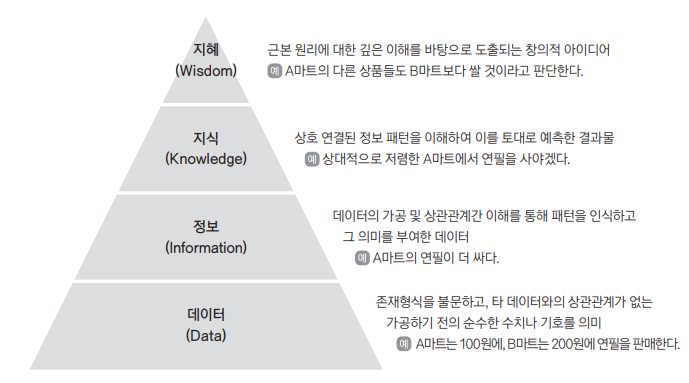 지혜
(Wisdom)
근본 원리에 대한 깊은 이해를 바탕으로 도출되는 창의적 아이디어
예 A마트의 다른 상품들도 B마트보다 쌀 것이라고 판단한다.
지식
(Knowledge)
상호 연결된 정보 패턴을 이해하여 이를 토대로 예측한 결과물
예 상대적으로 저렴한 A마트에서 연필을 사야겠다.
정보
(Information)
데이터의 가공 및 상관관계간 이해를 통해 패턴을 인식하고
그 의미를 부여한 데이터
예 A마트의 연필이 더 싸다.
데이터
(Data)
존재형식을 불문하고, 타 데이터와의 상관관계가 없는
가공하기 전의 순수한 수치나 기호를 의미
예 A마트는 100원에, B마트는 200원에 연필을 판매한다.